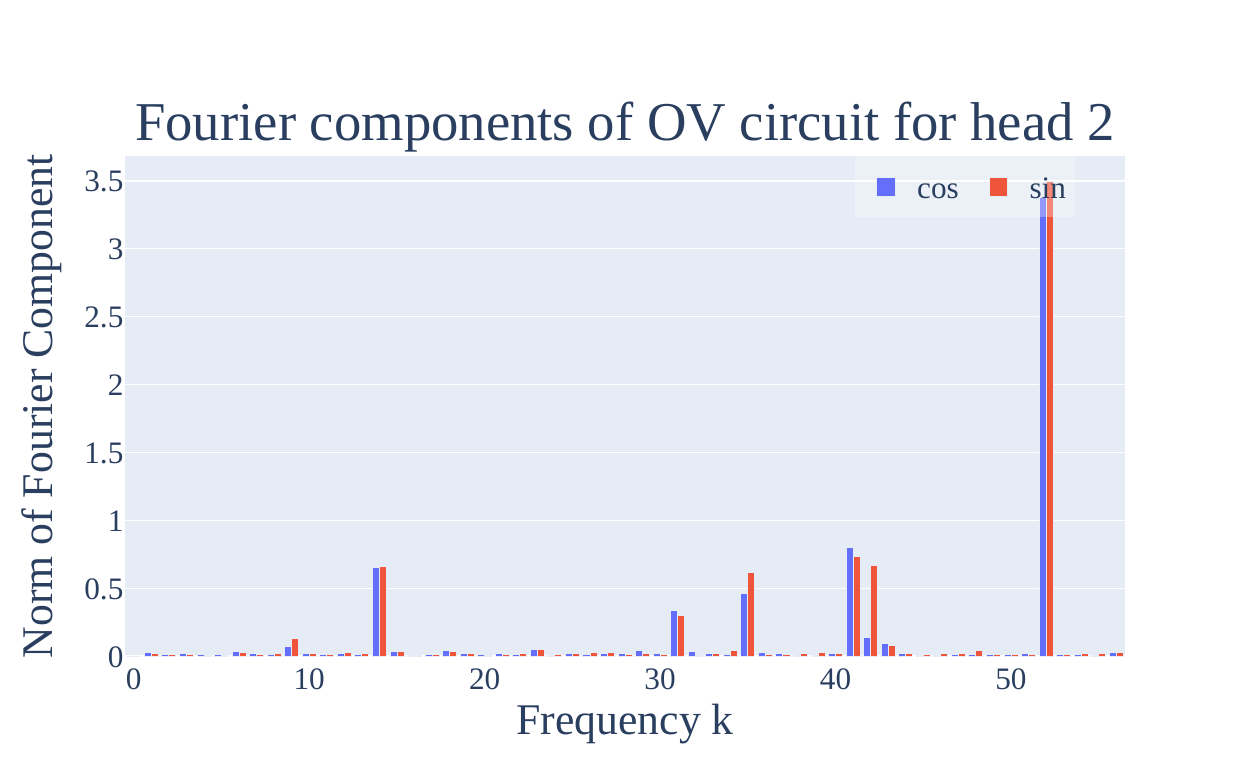 Fourier components of OV circuit for head 2
cos
sin
Norm of Fourier Component
3.5
3
2.5
2
1.5
1
0.5
0
0
10
20
30
40
50
Frequency k